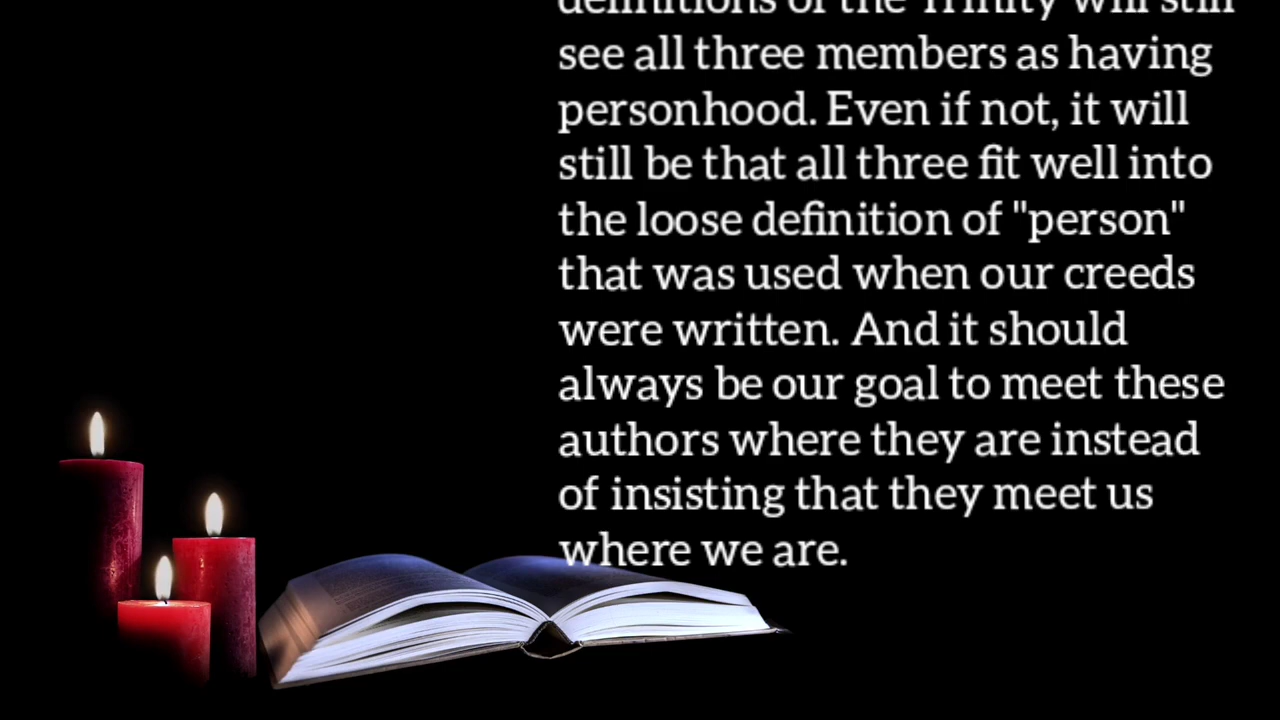 definitions of the Trinity will still
see all three members as having
personhood. Even if not, it will
still be that all three fit well into
the loose definition of "person"
that was used when our creeds
were written. And it should
always be our goal to meet these
authors where they are instead
of insisting that they meet us
where we are.